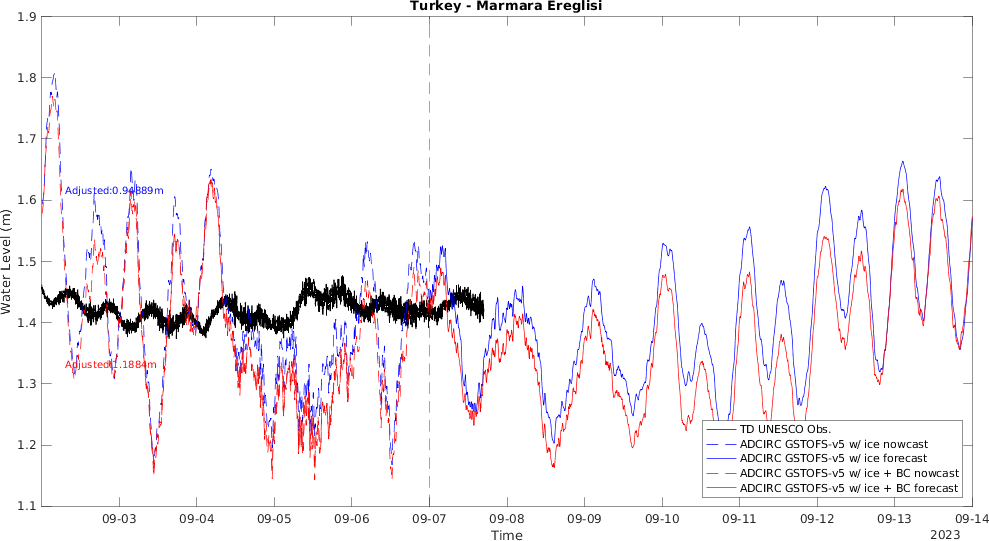 Turkey - Marmara Ereglisi
1.9
1.8
1.7
1.6
1.5
1.4
1.3
1.2
1.1
Water Level (m)
Adjusted:0.94889m
Adjusted:1.1884m
TD UNESCO Obs.
ADCIRC GSTOFS-v5 w/ ice nowcast
ADCIRC GSTOFS-v5 w/ ice forecast
ADCIRC GSTOFS-v5 w/ ice + BC nowcast
ADCIRC GSTOFS-v5 w/ ice + BC forecast
09-03 09-04 09-05 09-06 09-07 09-08 09-09 09-10 09-11 09-12 09-13 09-14
Time
2023